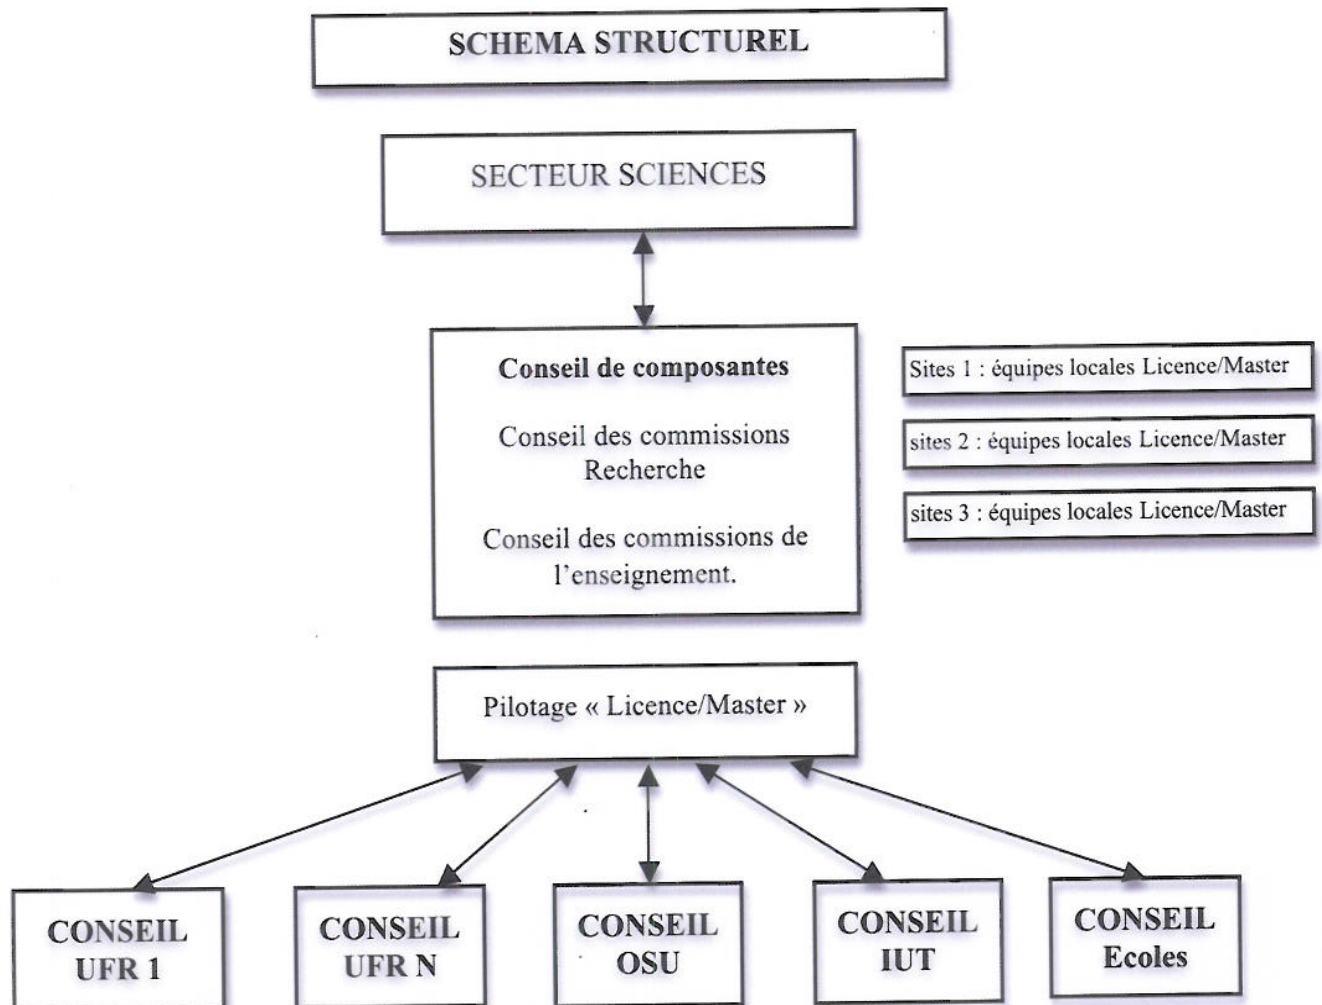 SCHEMA STRUCTUREL
SECTEUR SCIENCES
Conseil de composantes
Conseil des commissions
Recherche
Conseil des commissions de
l'enseignement.
Sites 1 : équipes locales Licence/Master
sites 2 : équipes locales Licence/Master
sites 3 : équipes locales Licence/Master
Pilotage « Licence/Master »
CONSEIL
UFR 1
CONSEIL
UFR N
CONSEIL
OSU
CONSEIL
IUT
CONSEIL
Ecoles